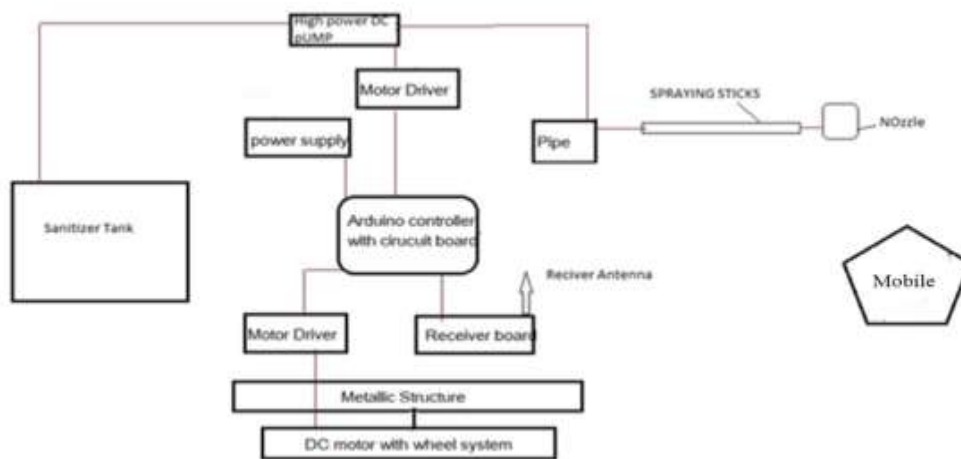 High power DC
pUMP
Motor Driver
SPRAYING STICKS
NOzzle
power supply
Pipe
Sanitizer Tank
Arduino controller
with cirucuit board
Reciver Antenna
Mobile
Motor Driver
Receiver board
Metallic Structure
DC motor with wheel system